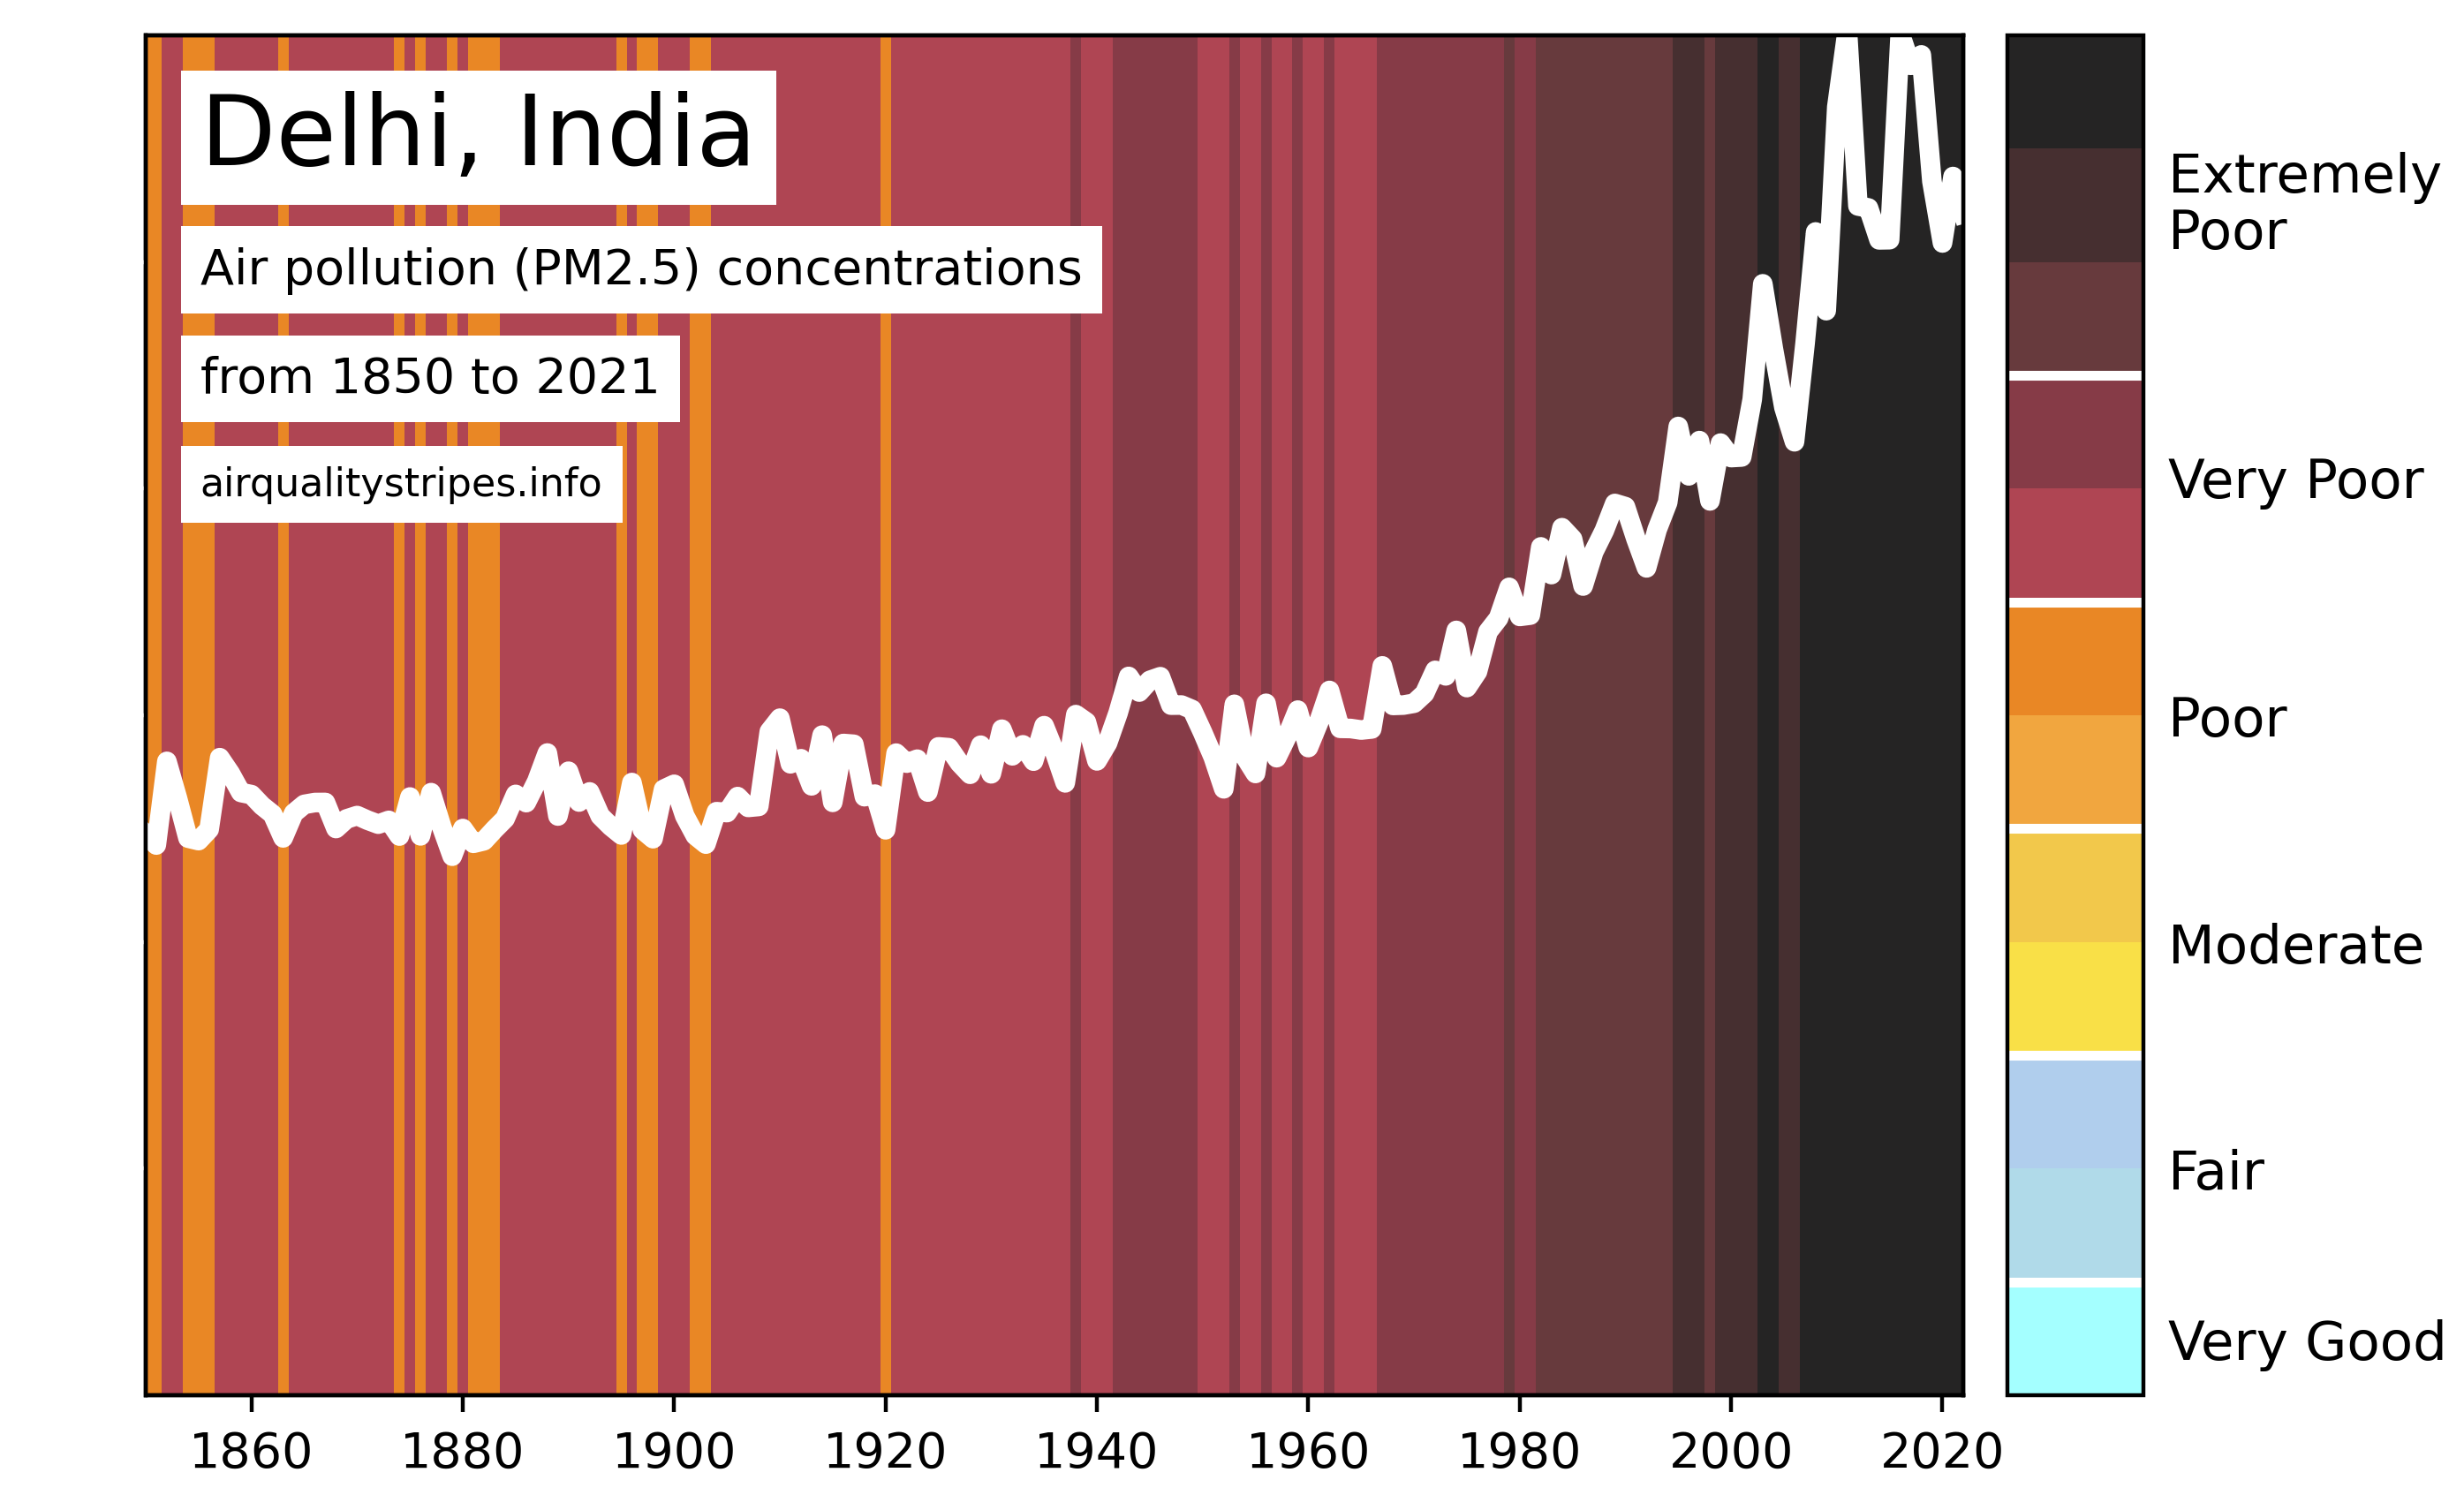 Delhi, India
Air pollution (PM2.5) concentrations
from 1850 to 2021
airqualitystripes.info
Extremely
Poor
Very Poor
Poor
Moderate
Fair
Very Good
1860 1880 1900 1920 1940 1960 1980 2000 2020